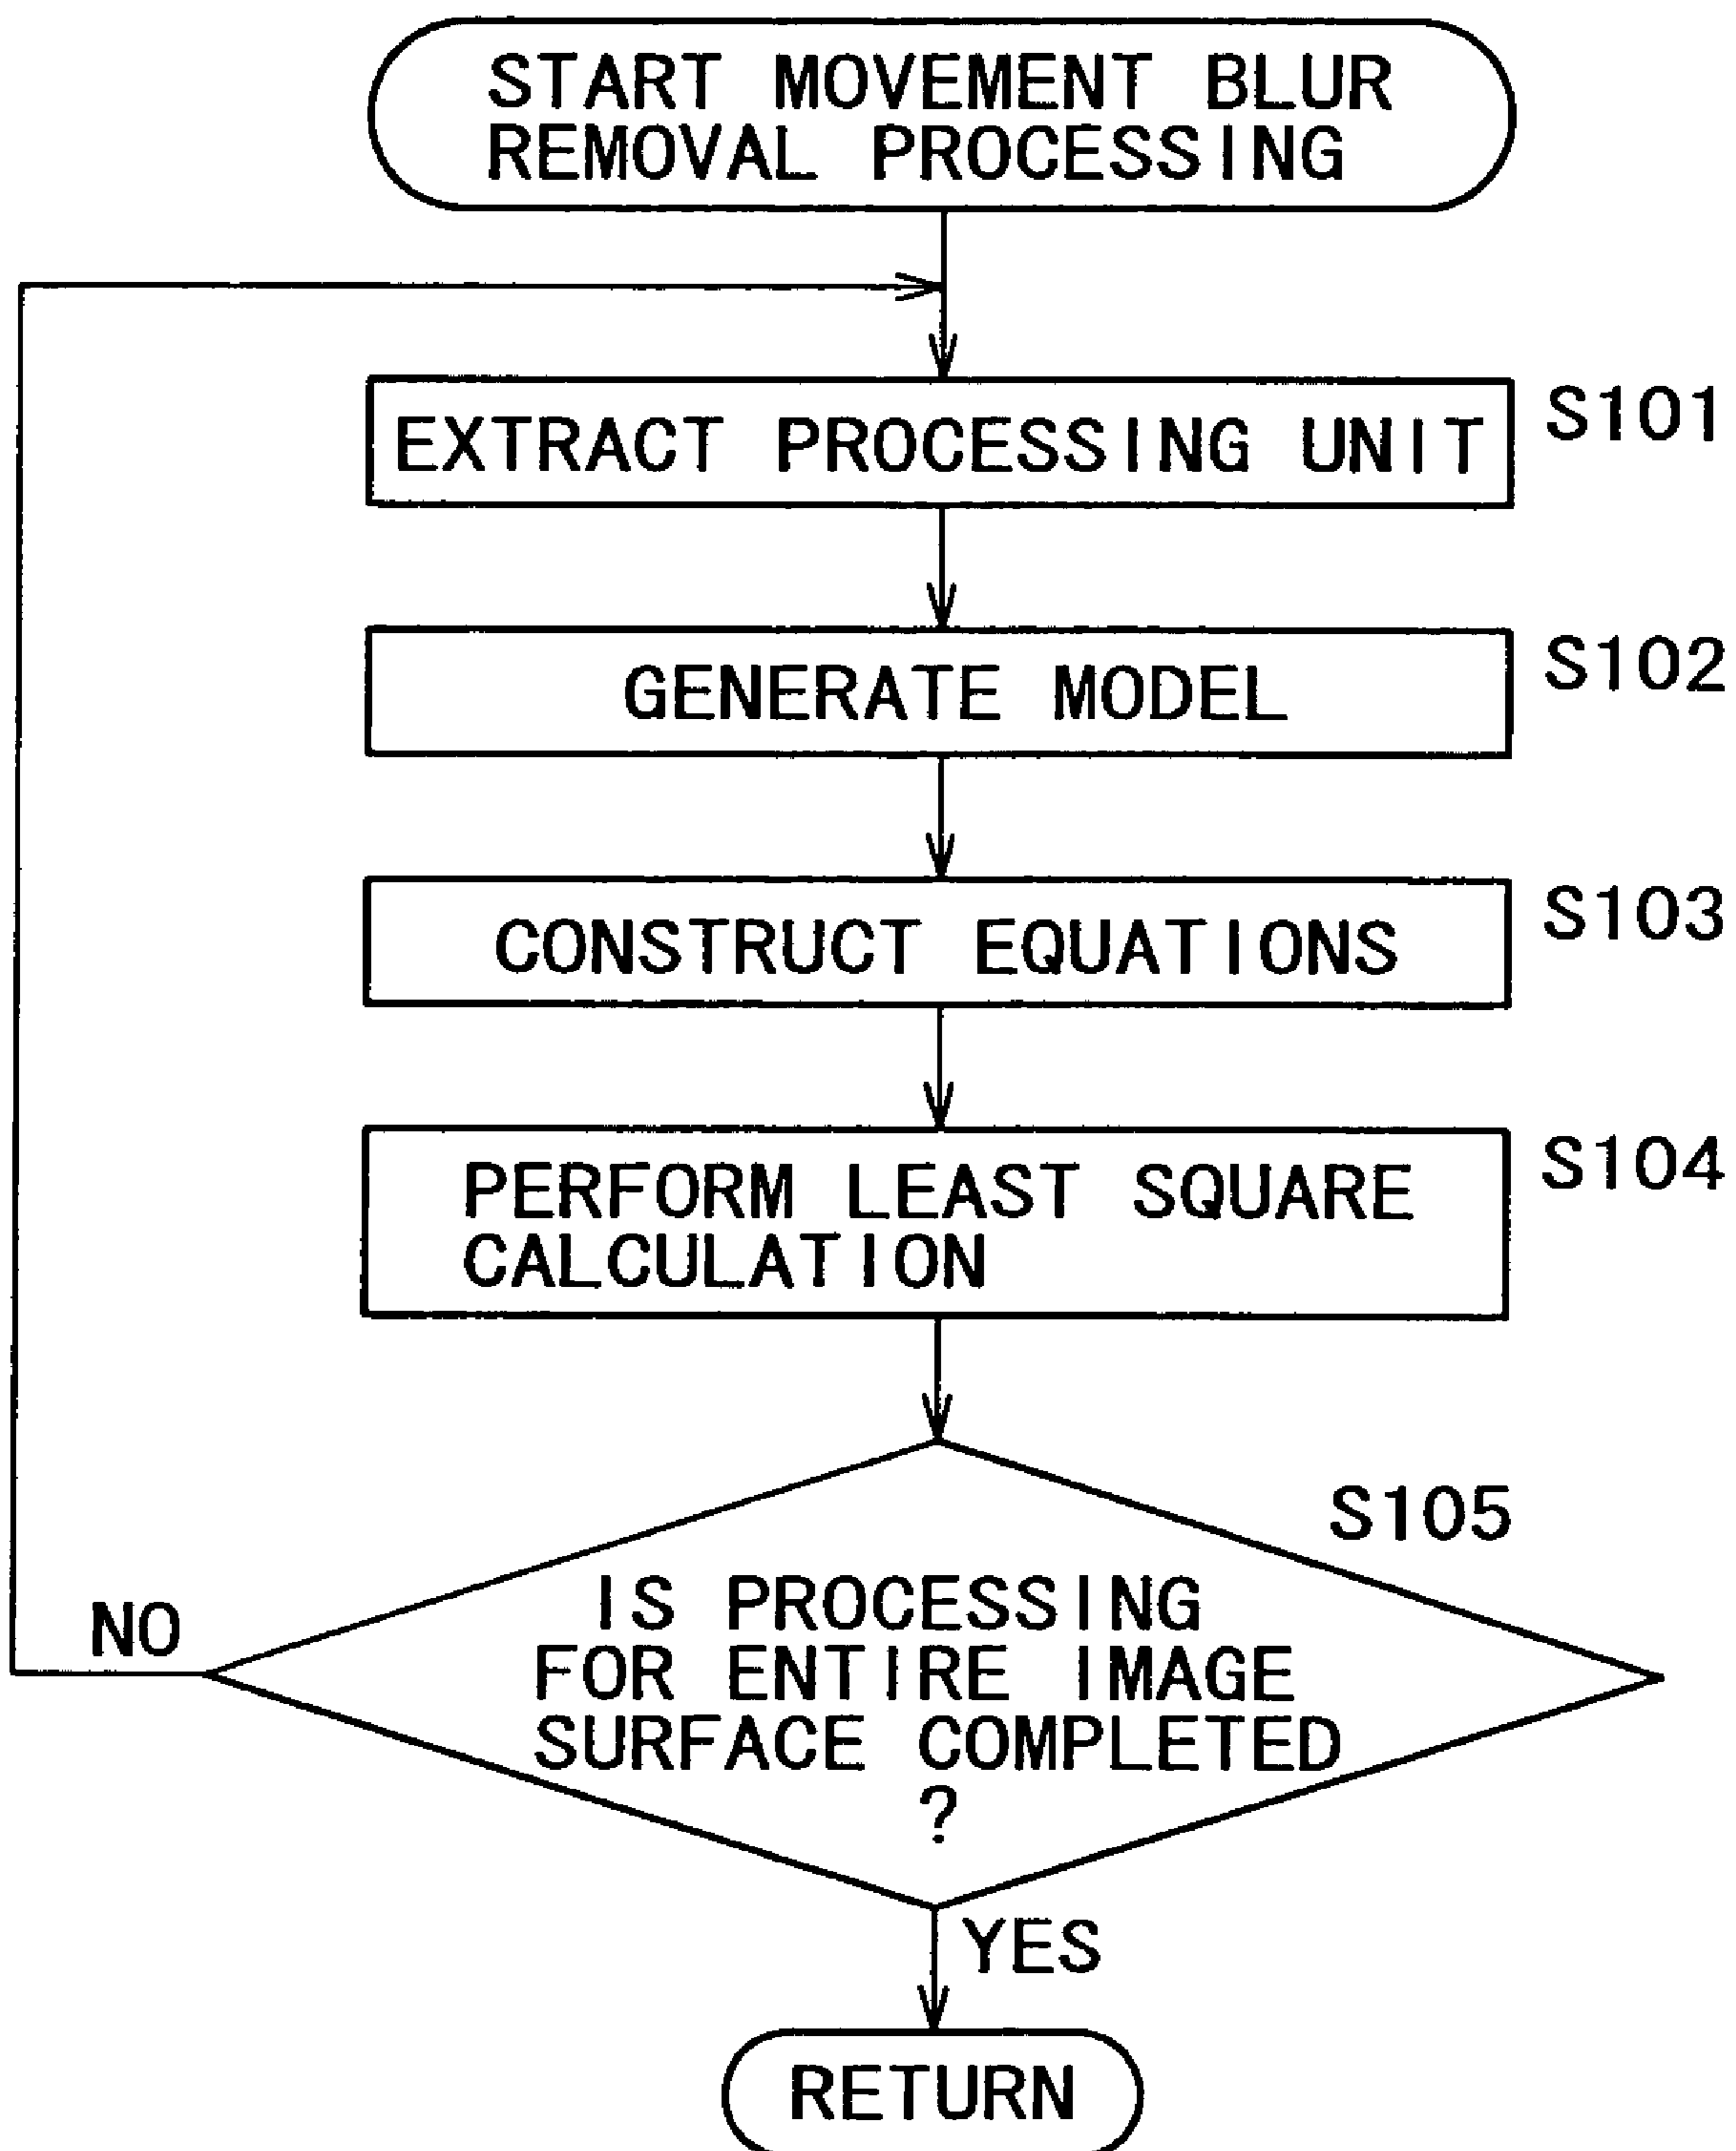 START MOVEMENT BLUR
REMOVAL PROCESSING
EXTRACT PROCESSING UNIT
S101
GENERATE MODEL
S102
CONSTRUCT EQUATIONS
S103
PERFORM LEAST SQUARE
CALCULATION
S104
S105
IS PROCESSING
FOR ENTIRE IMAGE
SURFACE COMPLETED
?
NO
YES
RETURN